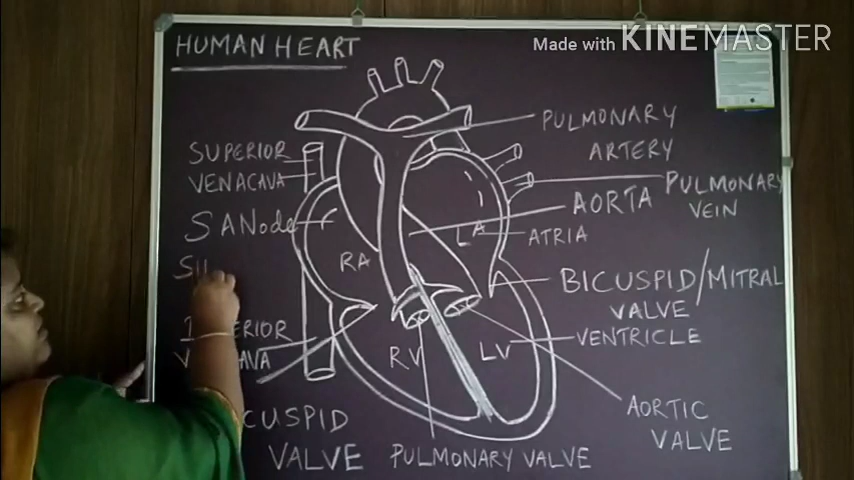 HUMAN HEART
Made with KINEMASTER
PULMONARY
ARTERY
SUPERIOR
VENACAVA
PULMONARY
VEIN
AORTA
SANode
LA
ATRIA
RA
SU
BICUSPID/MITRAL
VALVE
VENTRICLE
RV
LV
AORTIC
VALVE
VALVE
PULMONARY VALVE